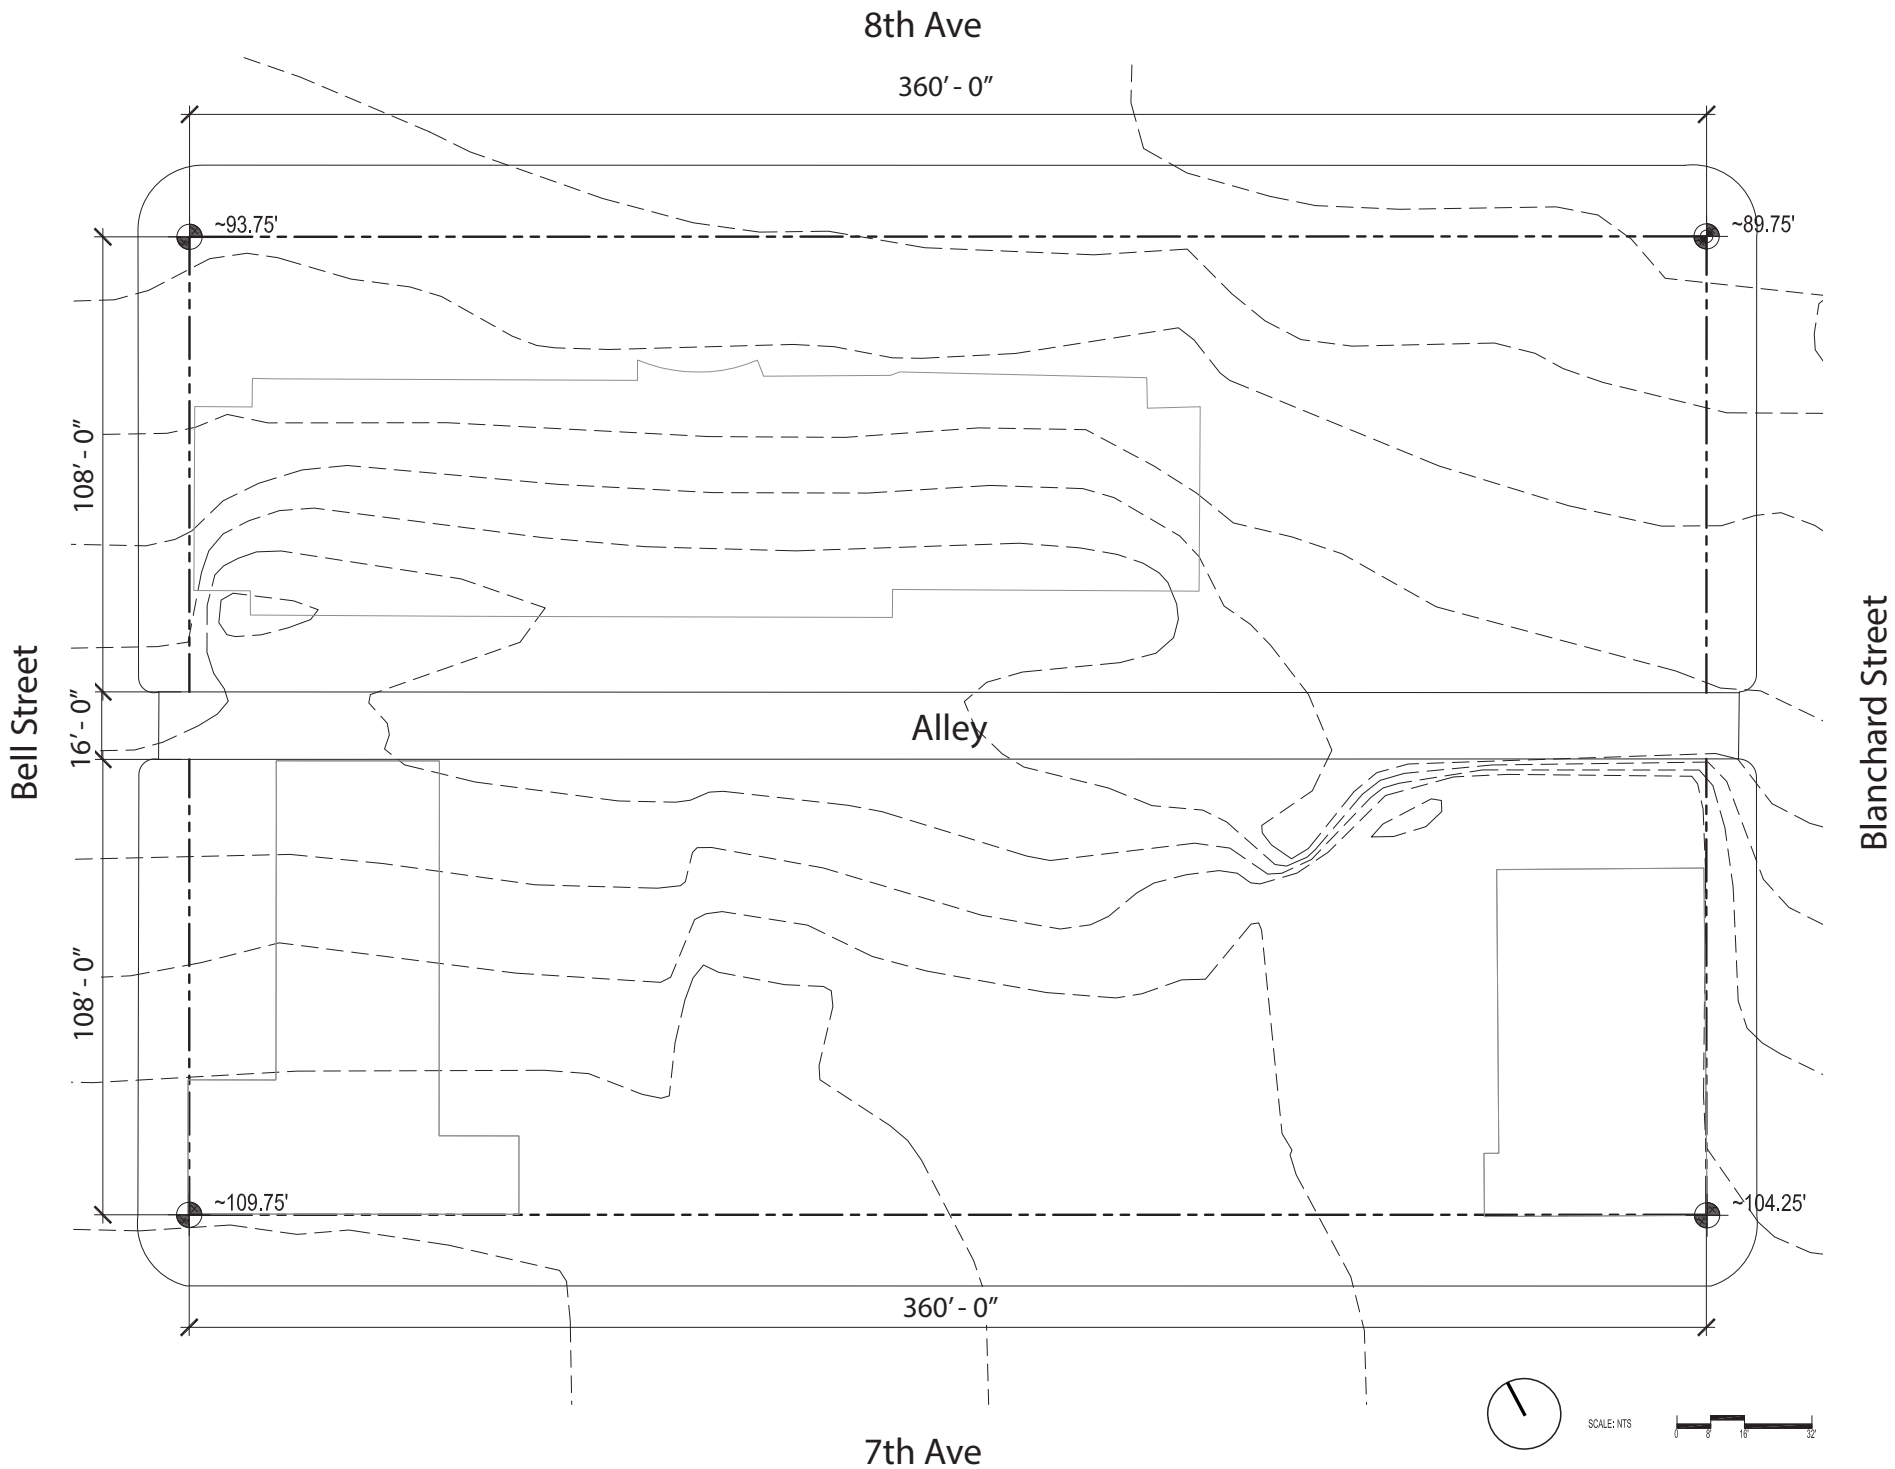 8th Ave
360' - 0"
~93.75'
~89.75'
108' - 0"
Bell Street
16' - 0"
Alley
Blanchard Street
108' - 0"
~109.75'
~104.25'
360' - 0"
SCALE: NTS
0 8' 16' 32'
7th Ave